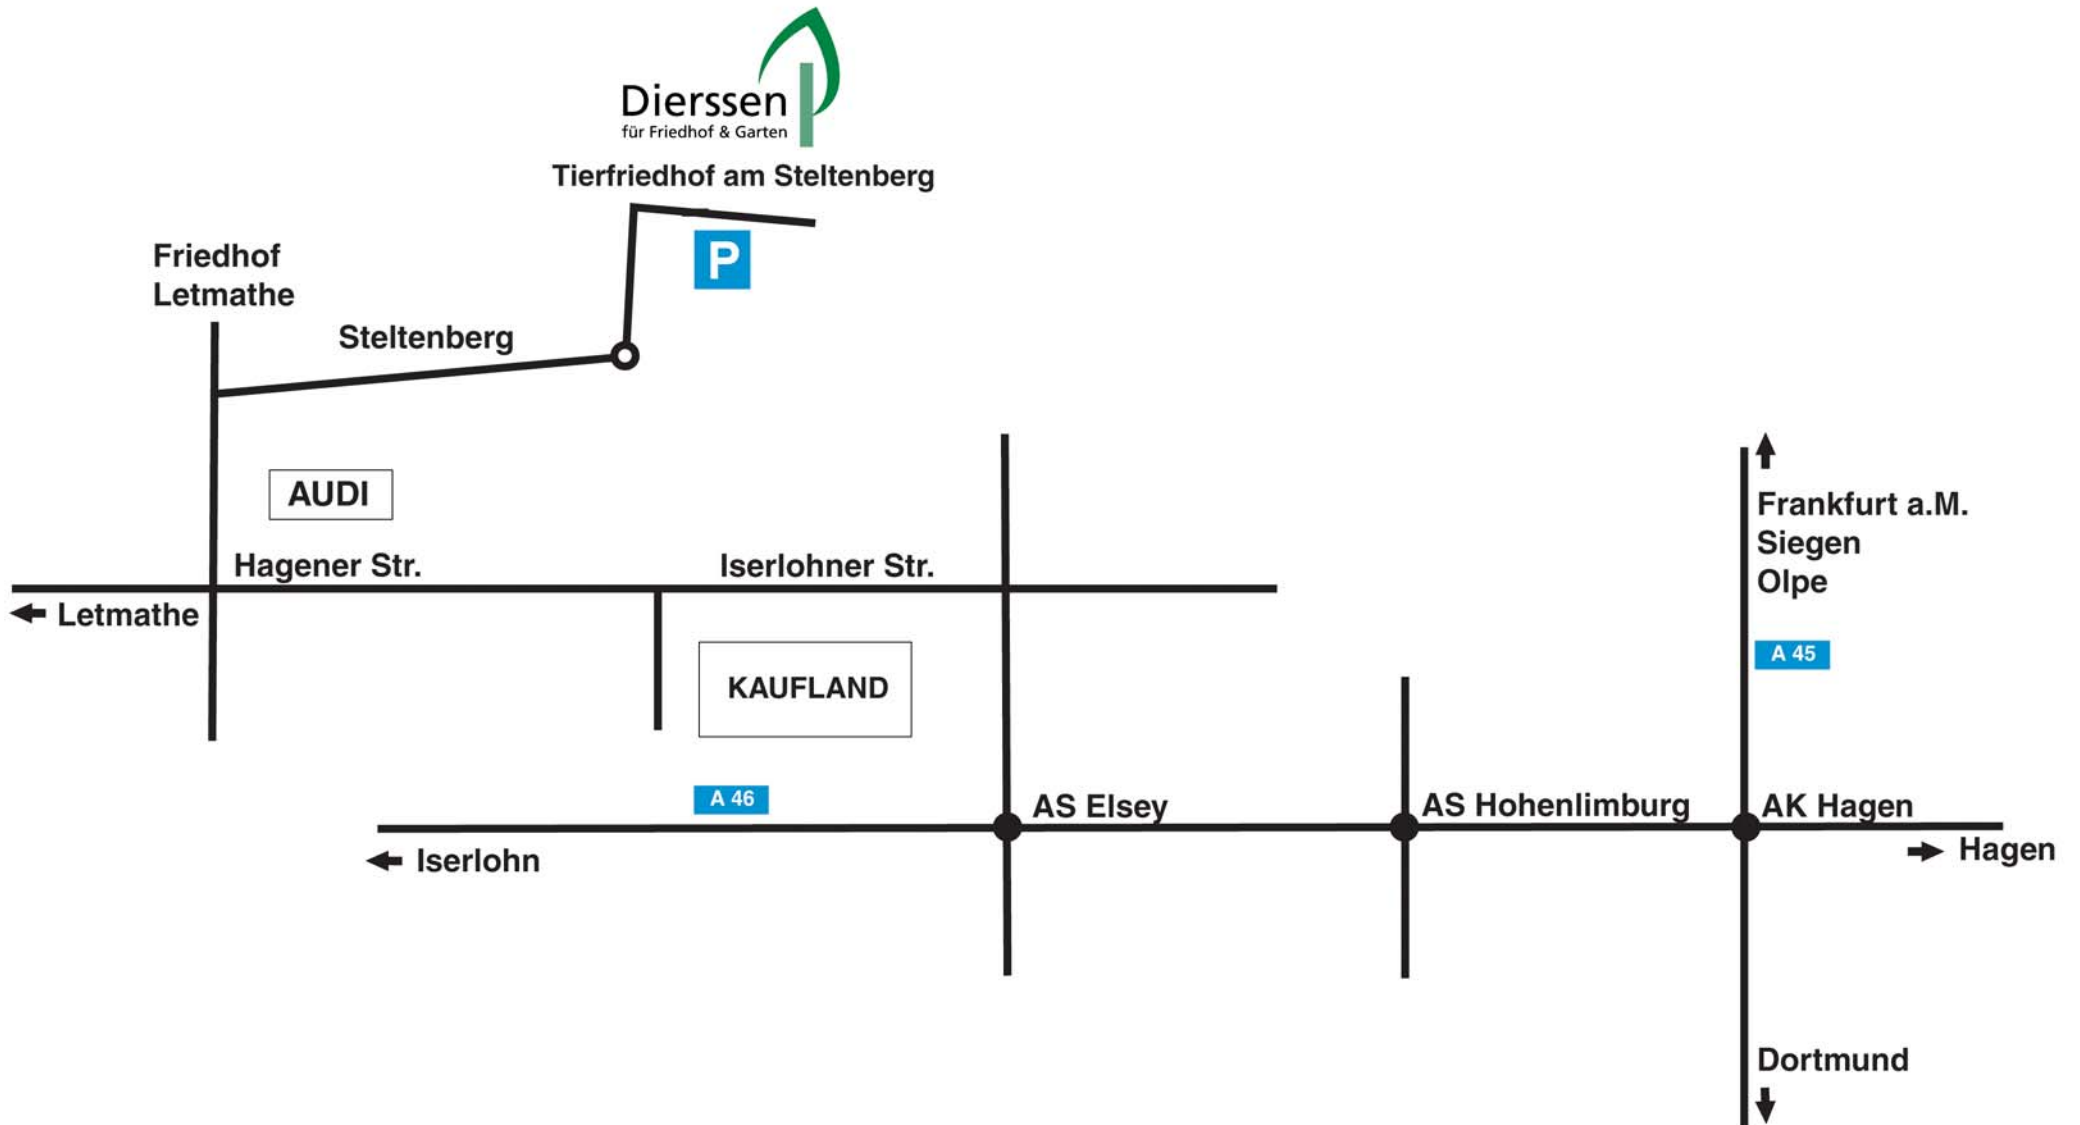 Dierssen
für Friedhof & Garten
Tierfriedhof am Steltenberg
P
Friedhof
Letmathe
Steltenberg
AUDI
Hagener Str.
Iserlohner Str.
Letmathe
KAUFLAND
Frankfurt a.M.
Siegen
Olpe
A 45
A 46
AS Elsey
AS Hohenlimburg
AK Hagen
Iserlohn
Hagen
Dortmund